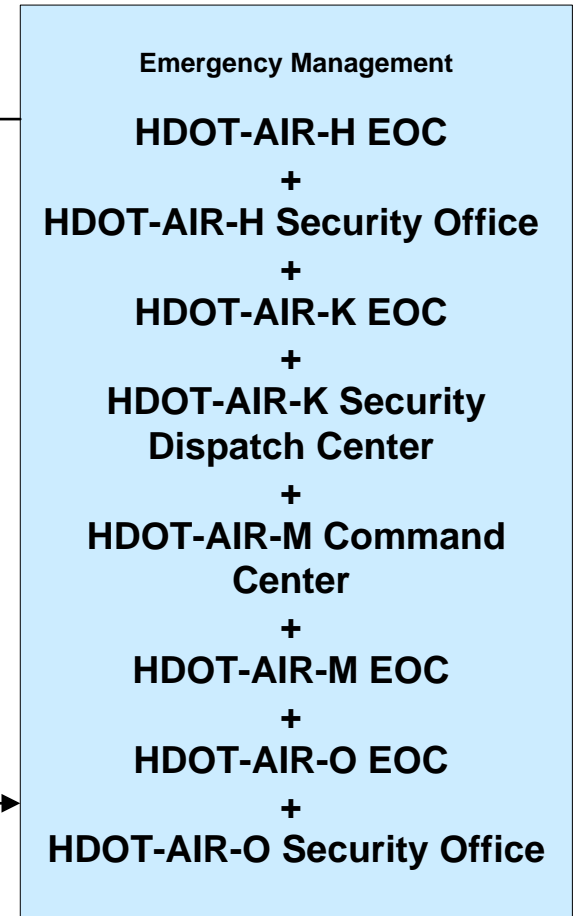 Emergency Management
HDOT-AIR-H EOC
+
HDOT-AIR-H Security Office
+
HDOT-AIR-K EOC
+
HDOT-AIR-K Security
Dispatch Center
+
HDOT-AIR-M Command
Center
+
HDOT-AIR-M EOC
+
HDOT-AIR-O EOC
+
HDOT-AIR-O Security Office